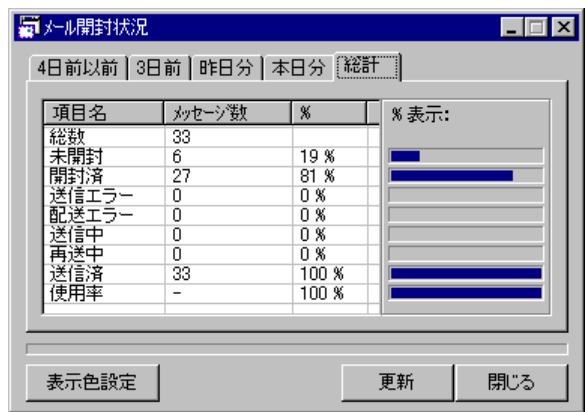 メール開封状況
4日前以前 3日前 昨日分 本日分 総計
項目名 メッセージ数 % %表示:
総数 33
未開封 6 19 %
開封済 27 81 %
送信エラー 0 0 %
配送エラー 0 0 %
送信中 0 0 %
再送中 0 0 %
送信済 33 100 %
使用率 - 100 %
表示色設定 更新 閉じる